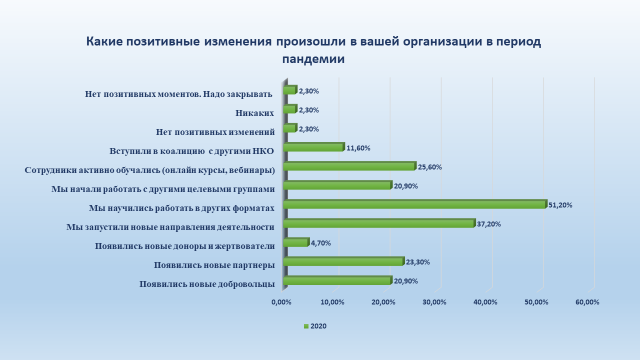 Какие позитивные изменения произошли в вашей организации в период
пандемии
Нет позитивных моментов. Надо закрывать 2,30%
Никаких 2,30%
Нет позитивных изменений 2,30%
Вступили в коалицию с другими НКО 11,60%
Сотрудники активно обучались (онлайн курсы, вебинары) 25,60%
Мы начали работать с другими целевыми группами 20,90%
Мы научились работать в других форматах 51,20%
Мы запустили новые направления деятельности 37,20%
Появились новые доноры и жертвователи 4,70%
Появились новые партнеры 23,30%
Появились новые добровольцы 20,90%
0,00% 10,00% 20,00% 30,00% 40,00% 50,00% 60,00%
2020